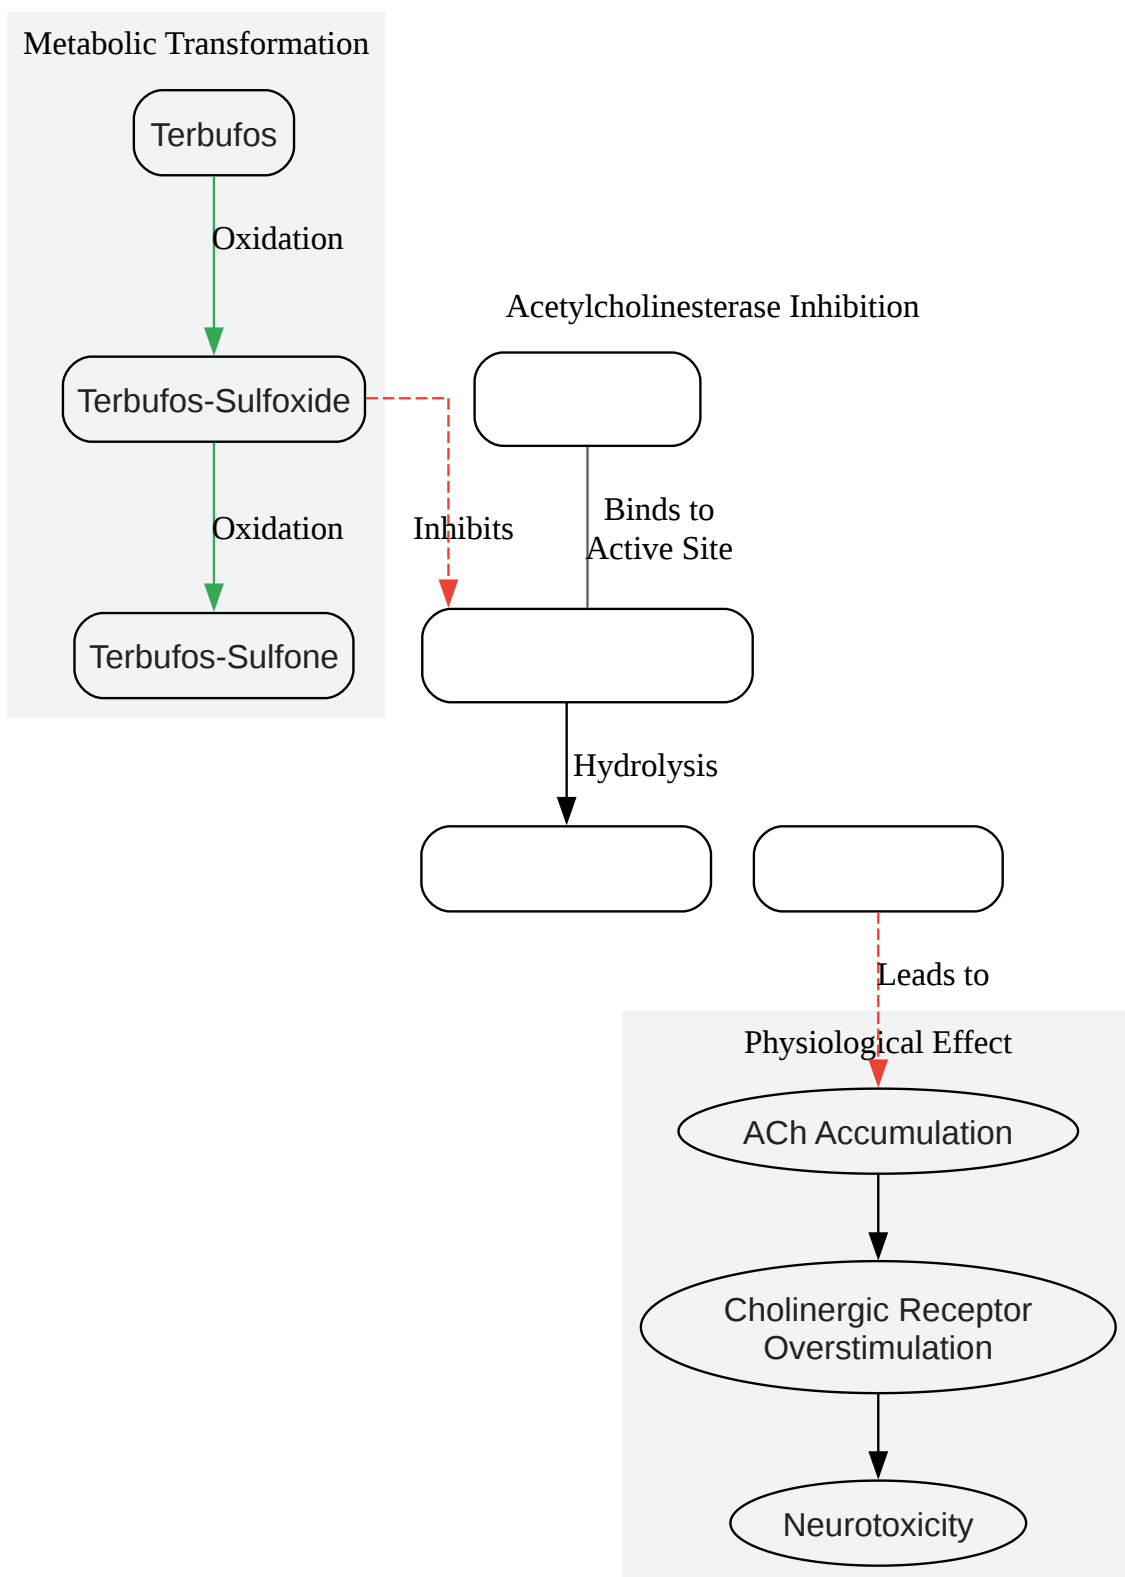 Metabolic Transformation
Terbufos
Oxidation
Acetylcholinesterase Inhibition
Terbufos-Sulfoxide
Oxidation
Inhibits
Binds to
Active Site
Terbufos-Sulfone
Hydrolysis
Leads to
Physiological Effect
ACh Accumulation
Cholinergic Receptor
Overstimulation
Neurotoxicity